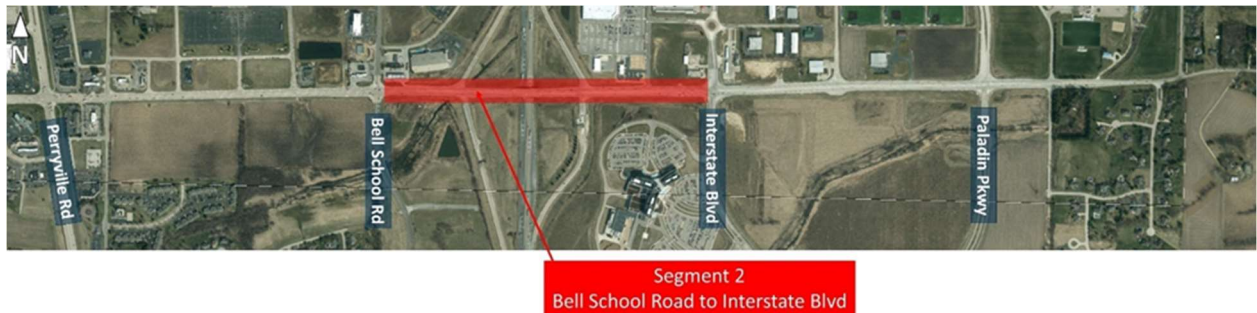 N
Perryville Rd
Bell School Rd
Interstate Blvd
Paladin Pkwy
Segment 2
Bell School Road to Interstate Blvd